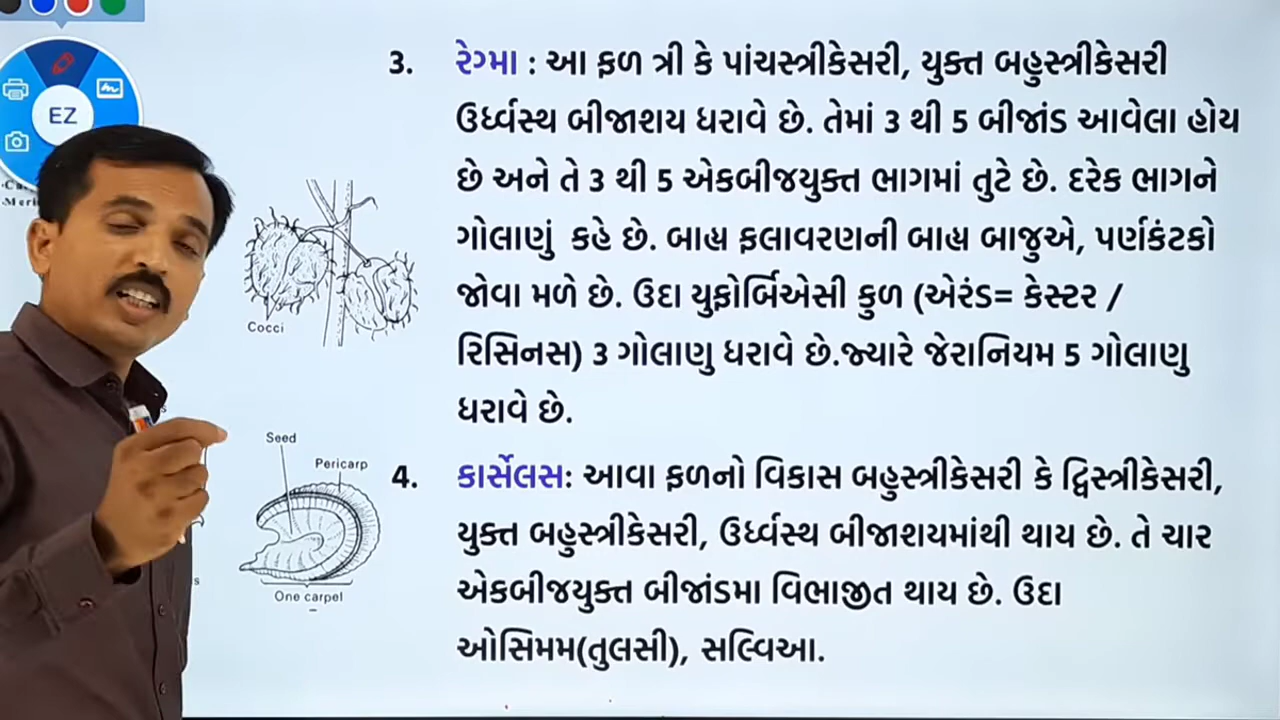 EZ
3. રેગ્મા : આ ફળ ત્રી કે પાંચસ્ત્રીકેસરી, યુક્ત બહુસ્ત્રીકેસરી
ઉર્ધ્વસ્થ બીજાશય ધરાવે છે. તેમાં 3 થી 5 બીજાંડ આવેલા હોય
છે અને તે 3 થી 5 એકબીજયુક્ત ભાગમાં તુટે છે. દરેક ભાગને
ગોલાણું કહે છે. બાહ્ય ફલાવરણની બાહ્ય બાજુએ, પર્ણકંટકો
જોવા મળે છે. ઉદા યુફોર્બિએસી કુળ (એરંડ= કેસ્ટર /
રિસિનસ) 3 ગોલાણુ ધરાવે છે.જ્યારે જેરાનિયમ 5 ગોલાણુ
ધરાવે છે.
Cocci
4. કાર્સેલસ: આવા ફળનો વિકાસ બહુસ્ત્રીકેસરી કે દ્વિસ્ત્રીકેસરી,
યુક્ત બહુસ્ત્રીકેસરી, ઉર્ધ્વસ્થ બીજાશયમાંથી થાય છે. તે ચાર
એકબીજયુક્ત બીજાંડમા વિભાજીત થાય છે. ઉદા
ઓસિમમ(તુલસી), સલ્વિઆ.
Seed
Pericarp
One carpel